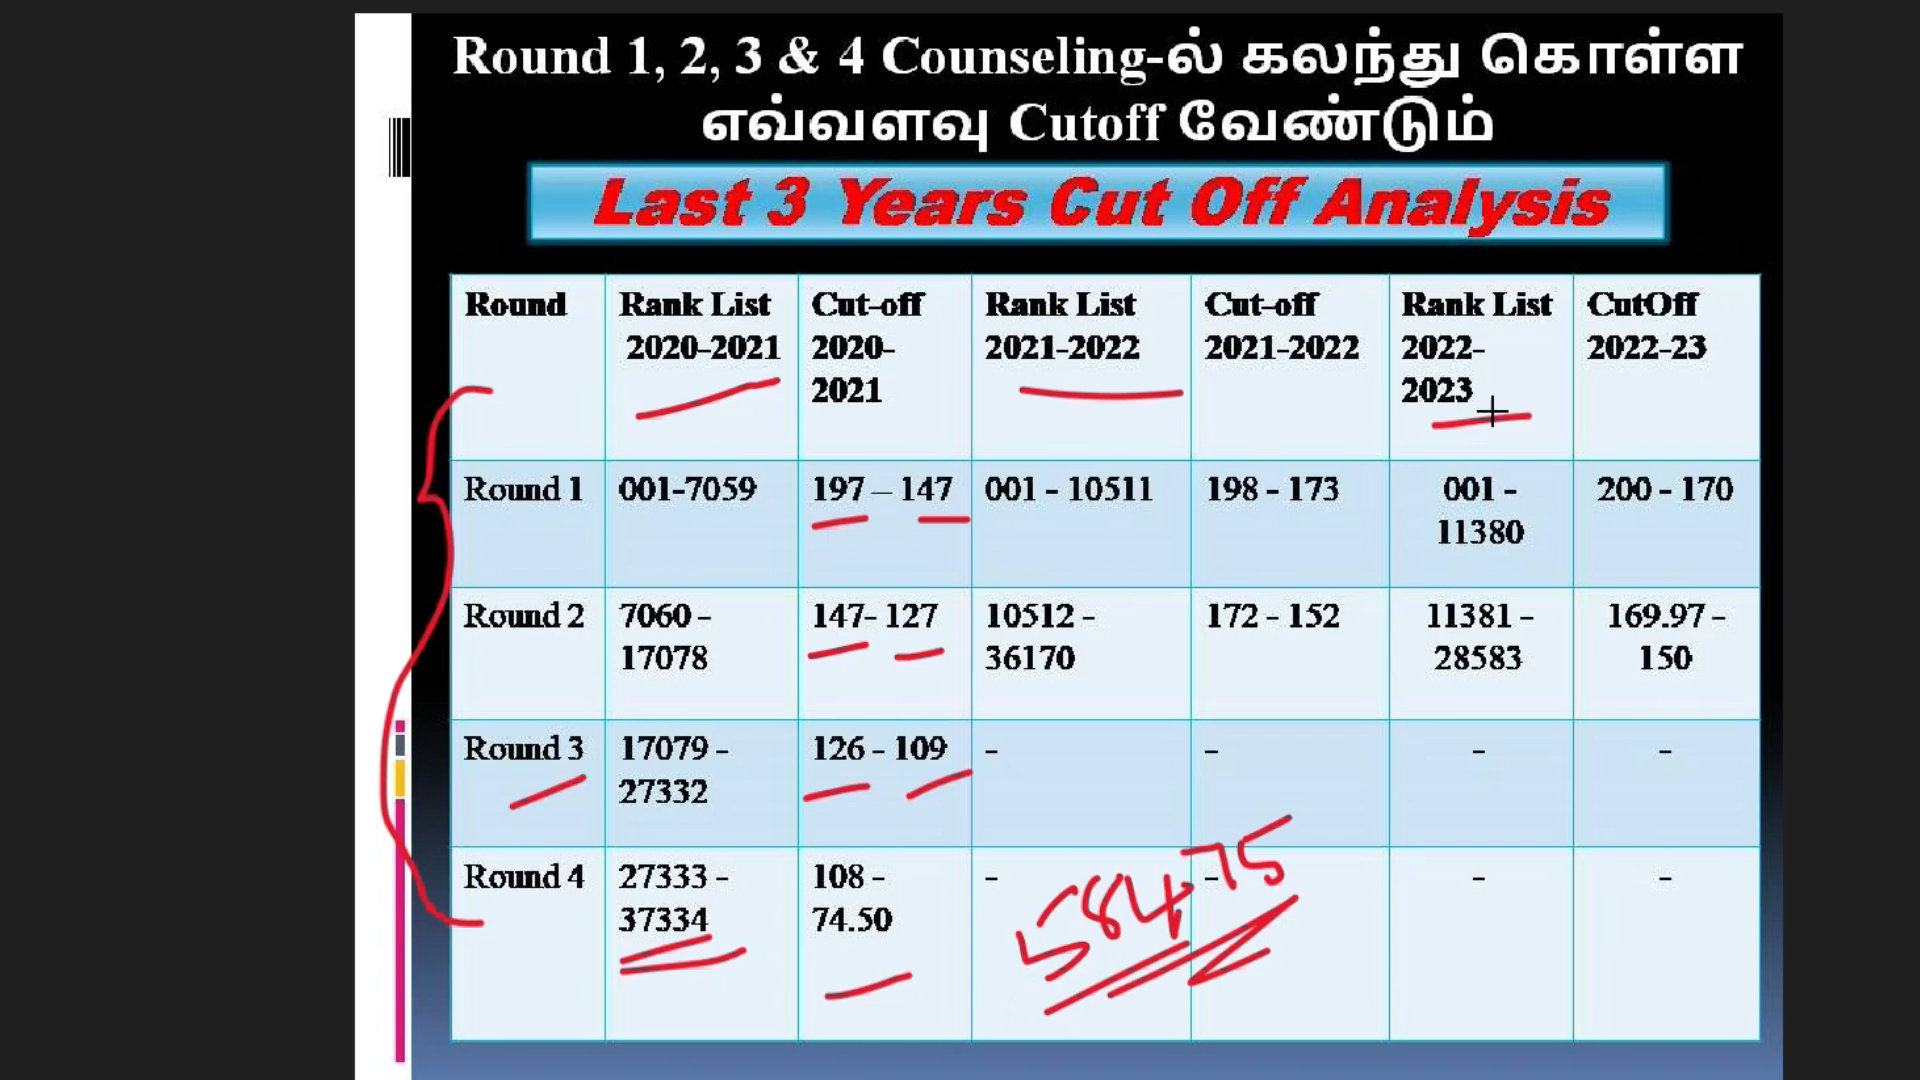 Round 1, 2, 3 & 4 Counseling-ல் கலந்து கொள்ள
எவ்வளவு Cutoff வேண்டும்
Last 3 Years Cut Off Analysis
Round
Rank List
2020-2021
Cut-off
2020-
2021
Rank List
2021-2022
Cut-off
2021-2022
Rank List
2022-
2023
CutOff
2022-23
Round 1
001-7059
197 – 147
001 - 10511
198 - 173
001 -
11380
200 - 170
Round 2
7060 -
17078
147- 127
10512 -
36170
172 - 152
11381 -
28583
169.97 -
150
Round 3
17079 -
27332
126 - 109
-
-
-
-
Round 4
27333 -
37334
108 -
74.50
-
-
-
-
58475